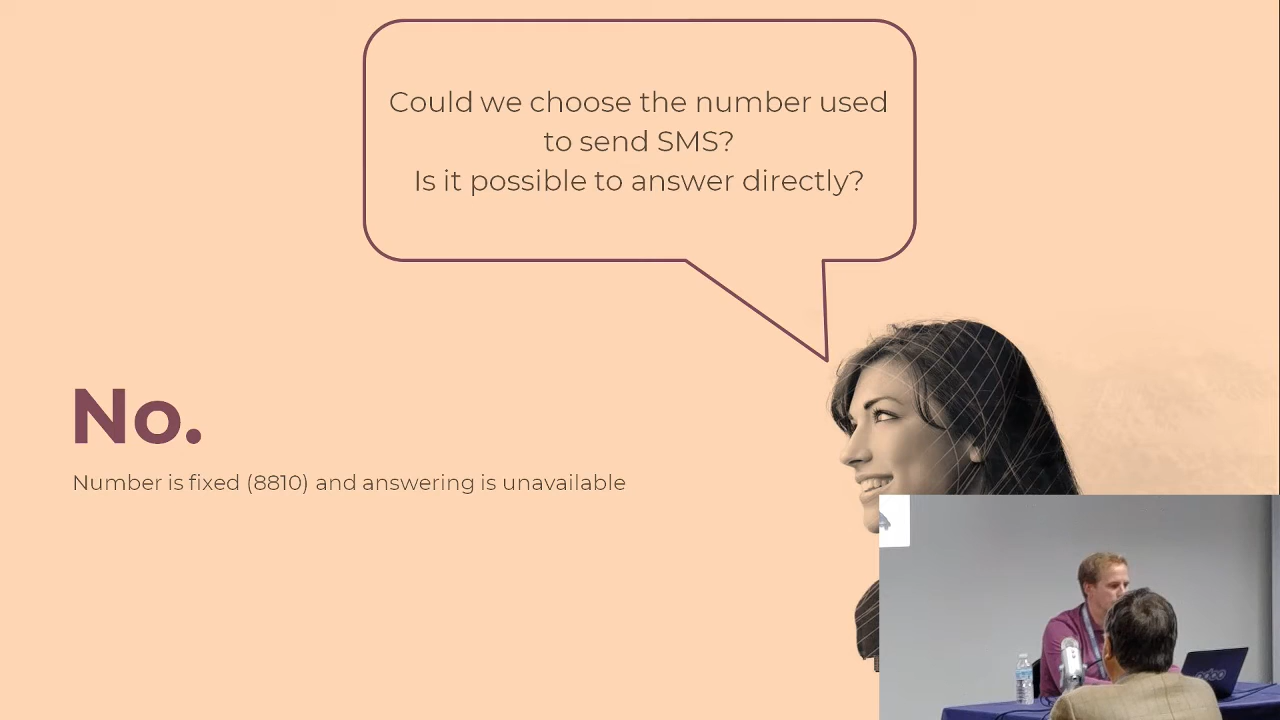 Could we choose the number used
to send SMS?
Is it possible to answer directly?
No.
Number is fixed (8810) and answering is unavailable
odoo